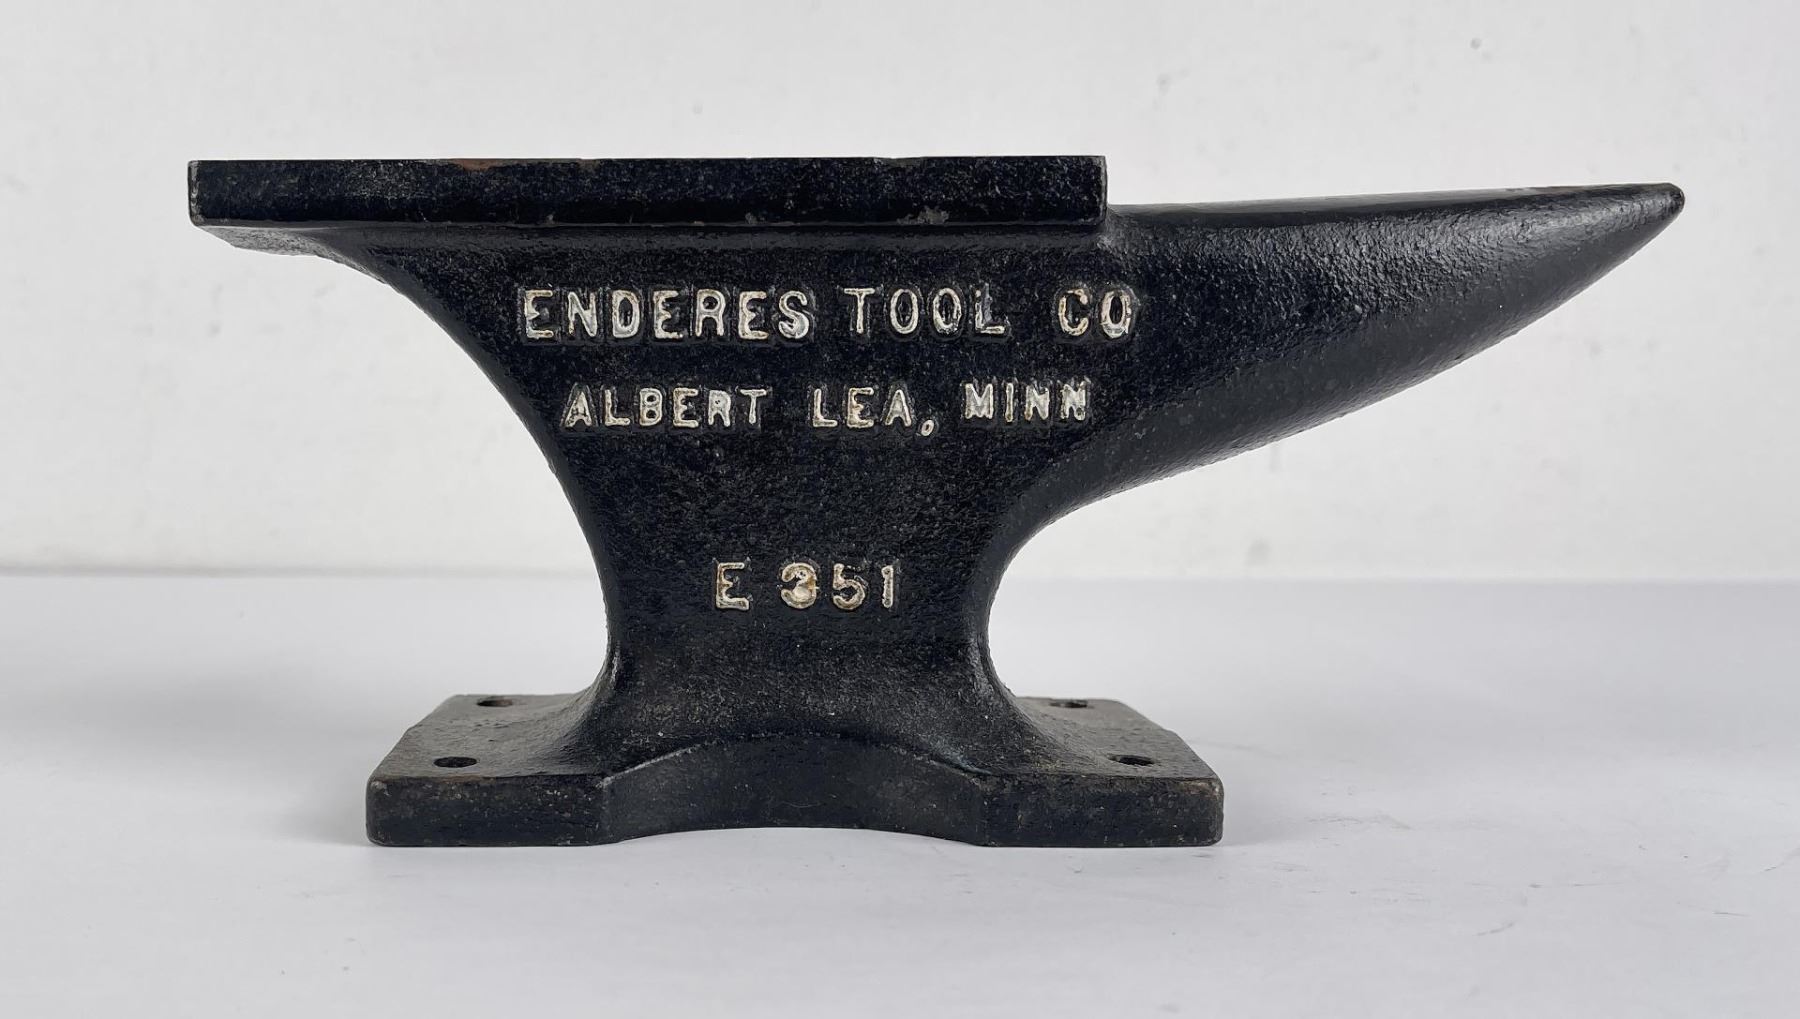 ENDERES TOOL CO
ALBERT LEA, MINN
E 351